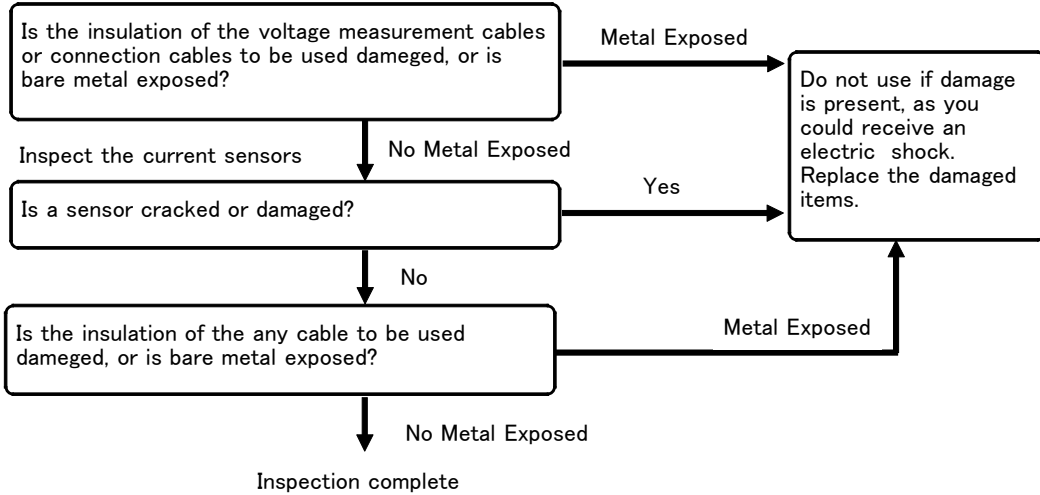 Is the insulation of the voltage measurement cables
or connection cables to be used dameged, or is
bare metal exposed?
Metal Exposed
Do not use if damage
is present, as you
could receive an
electric shock.
Replace the damaged
items.
No Metal Exposed
Inspect the current sensors
Is a sensor cracked or damaged?
Yes
No
Is the insulation of the any cable to be used
dameged, or is bare metal exposed?
Metal Exposed
No Metal Exposed
Inspection complete